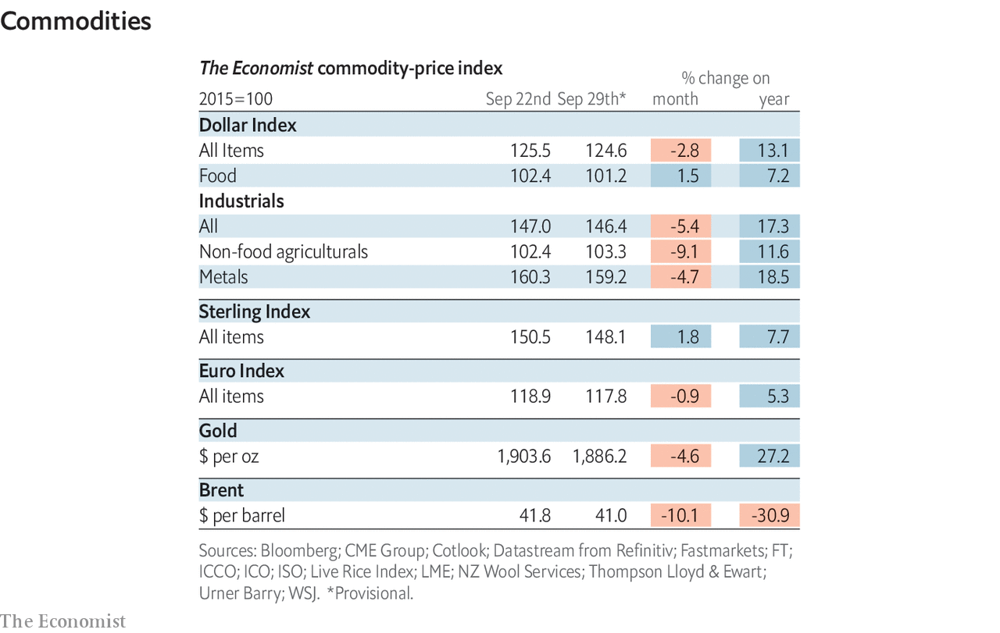 Commodities
The Economist commodity-price index
% change on
2015=100 Sep 22nd Sep 29th* month year
Dollar Index
All Items 125.5 124.6 -2.8 13.1
Food 102.4 101.2 1.5 7.2
Industrials
All 147.0 146.4 -5.4 17.3
Non-food agriculturals 102.4 103.3 -9.1 11.6
Metals 160.3 159.2 -4.7 18.5
Sterling Index
All items 150.5 148.1 1.8 7.7
Euro Index
All items 118.9 117.8 -0.9 5.3
Gold
$ per oz 1,903.6 1,886.2 -4.6 27.2
Brent
$ per barrel 41.8 41.0 -10.1 -30.9
Sources: Bloomberg; CME Group; Cotlook; Datastream from Refinitiv; Fastmarkets; FT;
ICCO; ICO; ISO; Live Rice Index; LME; NZ Wool Services; Thompson Lloyd & Ewart;
Urner Barry; WSJ. *Provisional.
The Economist